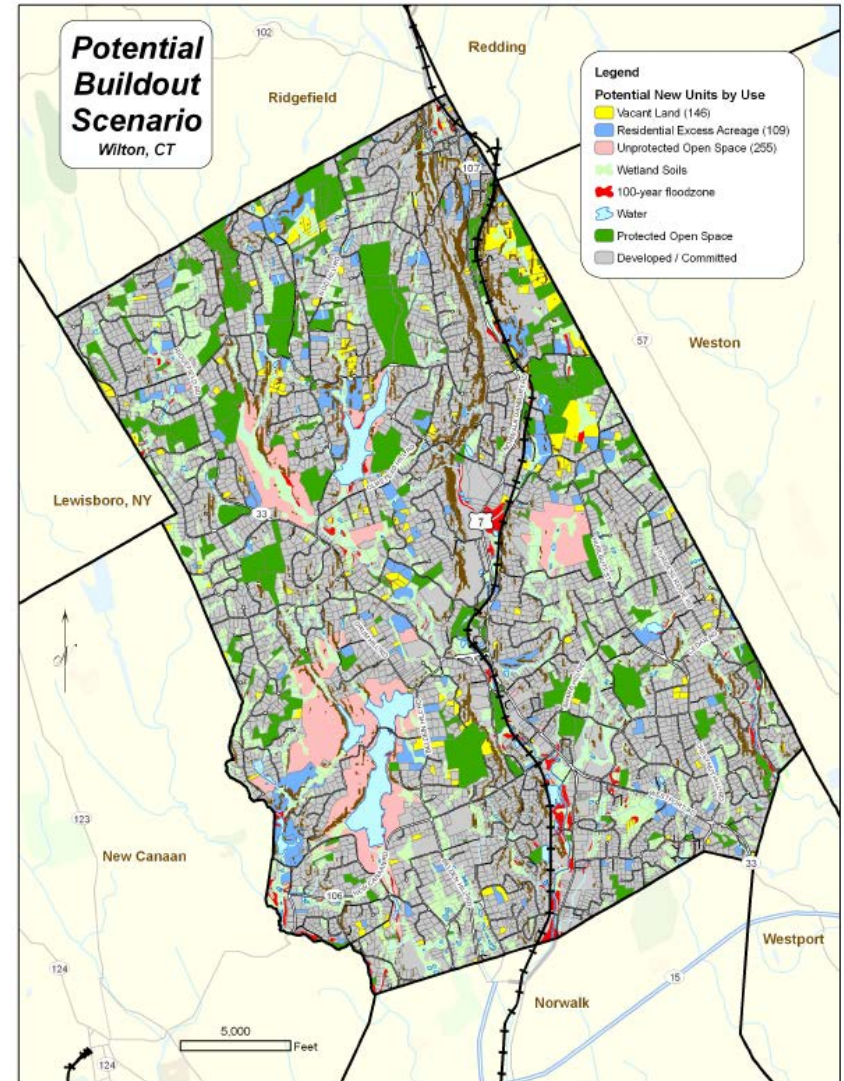 Potential
Buildout
Scenario
Wilton, CT
Legend
Potential New Units by Use
Vacant Land (146)
Residential Excess Acreage (109)
Unprotected Open Space (255)
Wetland Soils
100-year floodzone
Water
Protected Open Space
Developed / Committed
Redding
102
Ridgefield
107
57
Weston
Lewisboro, NY
33
7
123
New Canaan
106
33
Westport
124
15
Norwalk
5,000
Feet
124